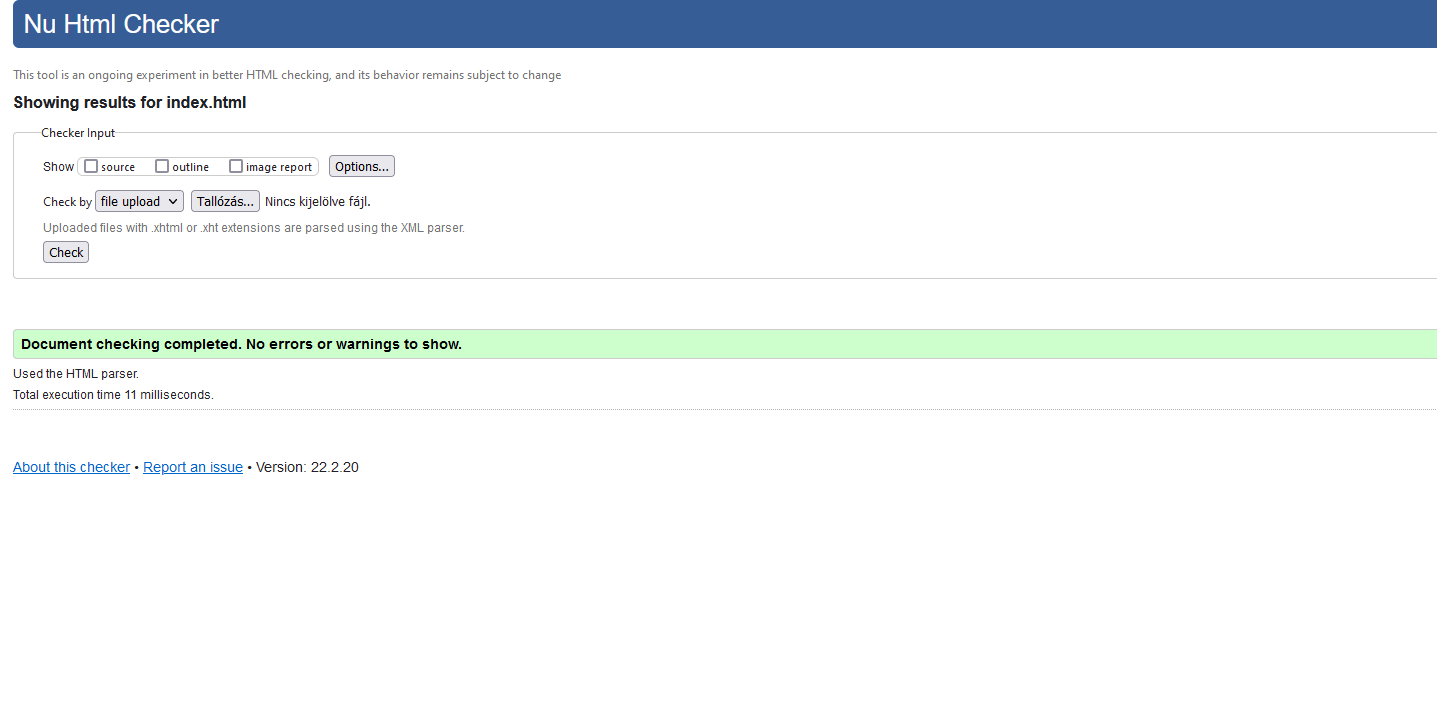 Nu Html Checker
This tool is an ongoing experiment in better HTML checking, and its behavior remains subject to change
Showing results for index.html
Checker Input
Show source outline image report Options...
Check by file upload Tallózás... Nincs kijelölve fájl.
Uploaded files with .xhtml or .xht extensions are parsed using the XML parser.
Check
Document checking completed. No errors or warnings to show.
Used the HTML parser.
Total execution time 11 milliseconds.
About this checker • Report an issue • Version: 22.2.20